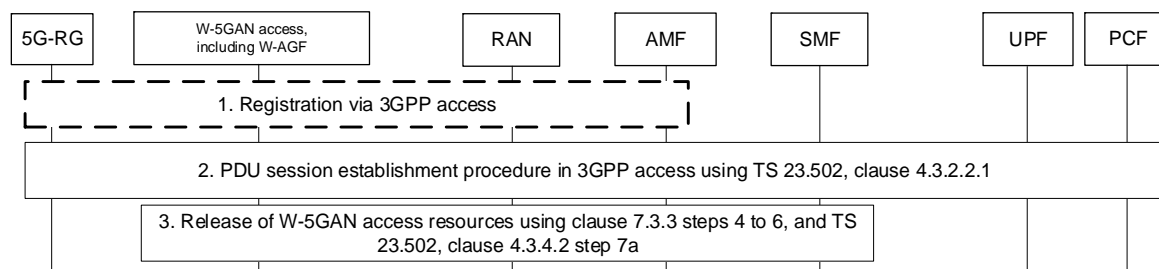 5G-RG
W-5GAN access,
including W-AGF
RAN
AMF
SMF
UPF
PCF
1. Registration via 3GPP access
2. PDU session establishment procedure in 3GPP access using TS 23.502, clause 4.3.2.2.1
3. Release of W-5GAN access resources using clause 7.3.3 steps 4 to 6, and TS
23.502, clause 4.3.4.2 step 7a